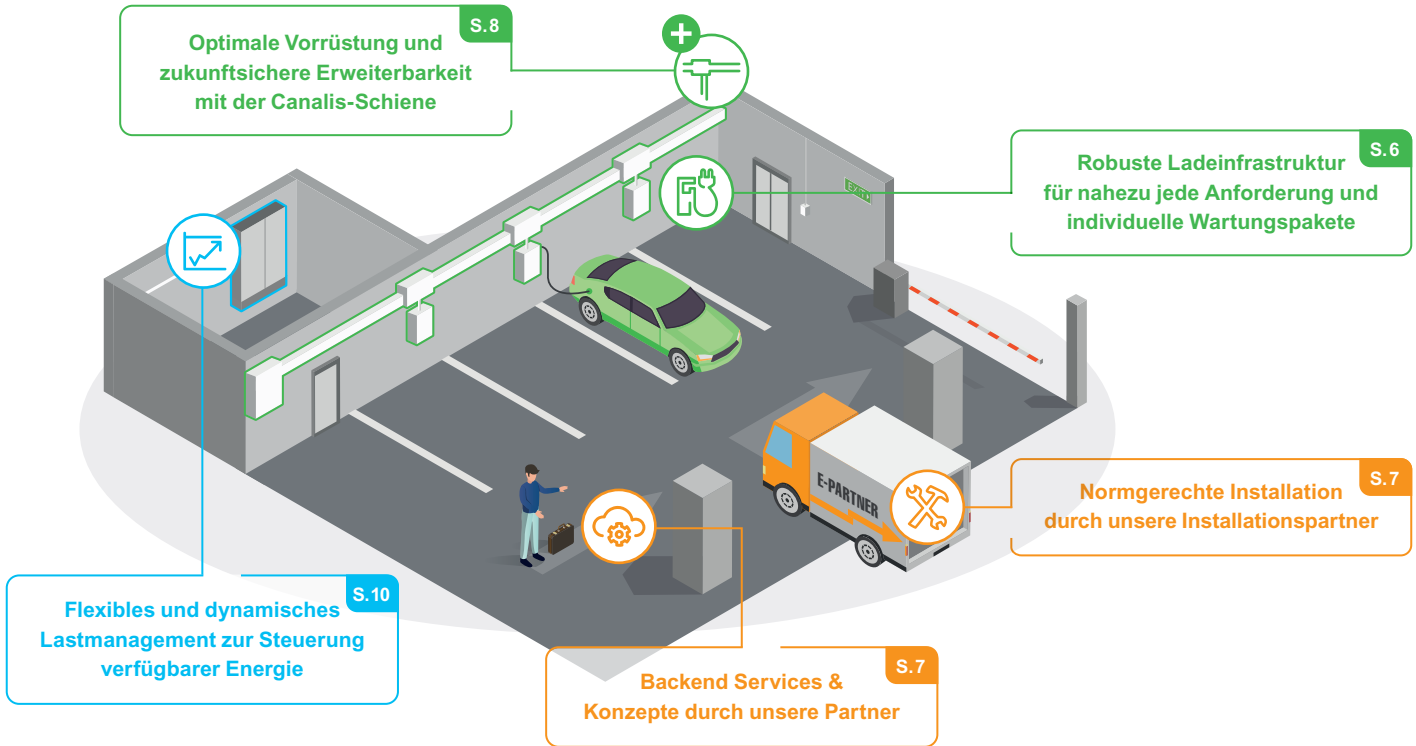 S.8
Optimale Vorrüstung und
zukunftsichere Erweiterbarkeit
mit der Canalis-Schiene
S.6
Robuste Ladeinfrastruktur
für nahezu jede Anforderung und
individuelle Wartungspakete
EXIT
E-PARTNER
S.7
Normgerechte Installation
durch unsere Installationspartner
S.10
Flexibles und dynamisches
Lastmanagement zur Steuerung
verfügbarer Energie
S.7
Backend Services &
Konzepte durch unsere Partner